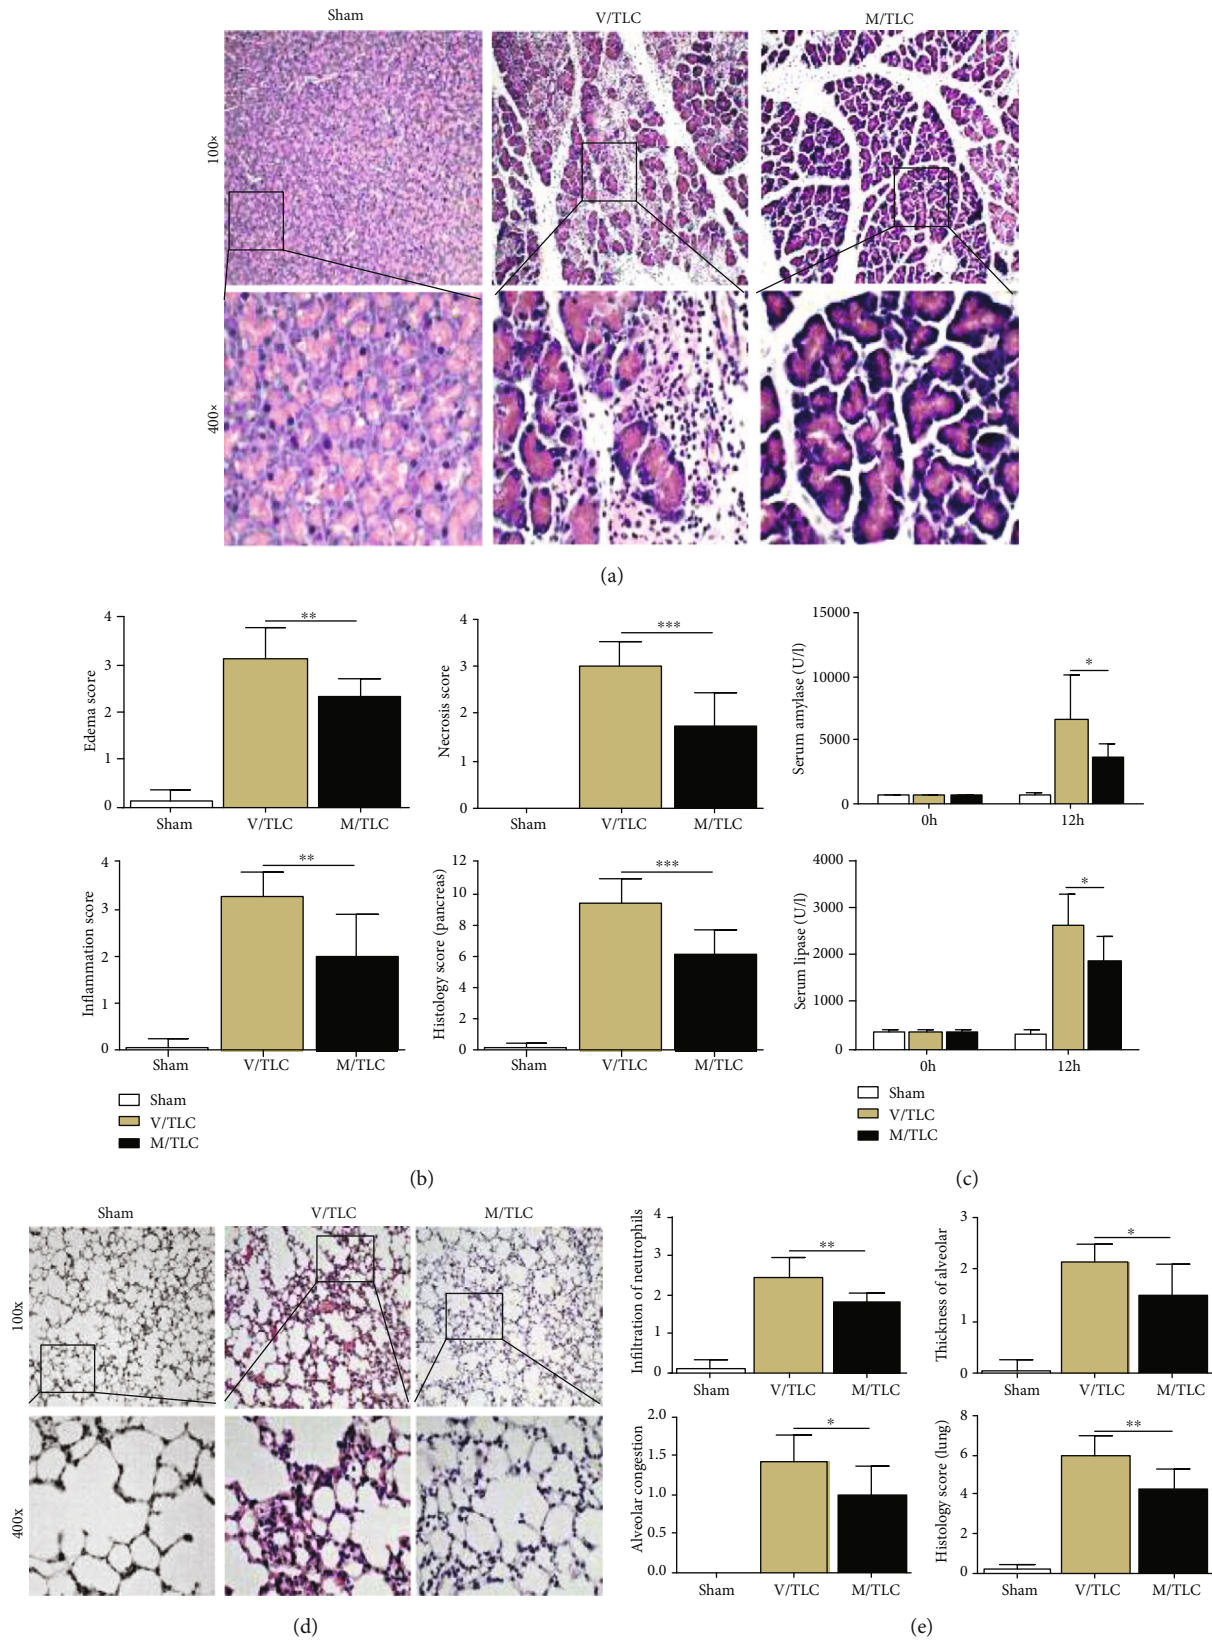 Sham V/TLC M/TLC
100×
400×
(a)
Edema score
4
3
2
1
0
**
Sham V/TLC M/TLC
Necrosis score
4
3
2
1
0
***
Sham V/TLC M/TLC
Serum amylase (U/l)
15000
10000
5000
0
*
0h 12h
Inflammation score
4
3
2
1
0
**
Sham V/TLC M/TLC
Histology score (pancreas)
12
10
8
6
4
2
0
***
Sham V/TLC M/TLC
Serum lipase (U/l)
4000
3000
2000
1000
0
*
0h 12h
Sham
V/TLC
M/TLC
(b)
Sham
V/TLC
M/TLC
(c)
Sham V/TLC M/TLC
100x
400x
(d)
Infiltration of neutrophils
4
3
2
1
0
**
Sham V/TLC M/TLC
Thickness of alveolar
3
2
1
0
*
Sham V/TLC M/TLC
Alveolar congestion
2.0
1.5
1.0
0.5
0.0
*
Sham V/TLC M/TLC
Histology score (lung)
8
6
4
2
0
**
Sham V/TLC M/TLC
(e)